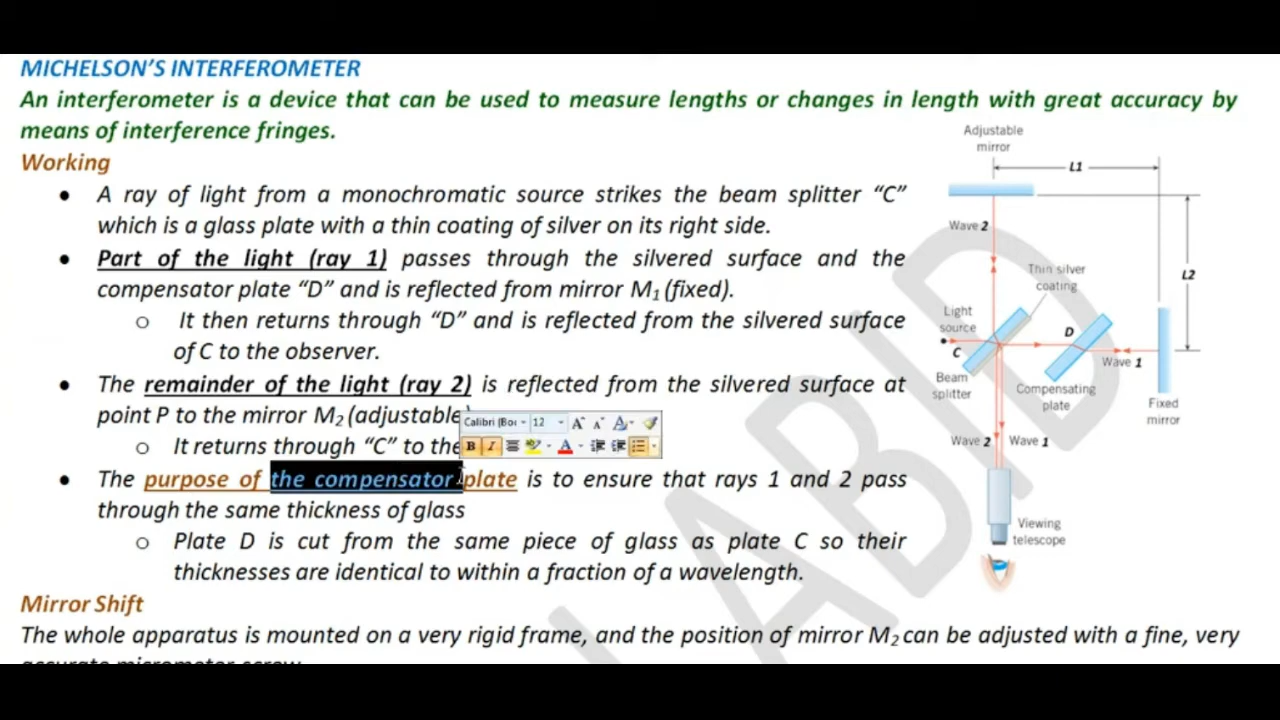 MICHELSON'S INTERFEROMETER
An interferometer is a device that can be used to measure lengths or changes in length with great accuracy by
means of interference fringes.
Working
• A ray of light from a monochromatic source strikes the beam splitter "C"
which is a glass plate with a thin coating of silver on its right side.
• Part of the light (ray 1) passes through the silvered surface and the
compensator plate "D" and is reflected from mirror M₁ (fixed).
o It then returns through "D" and is reflected from the silvered surface
of C to the observer.
• The remainder of the light (ray 2) is reflected from the silvered surface at
point P to the mirror M₂ (adjustable
o It returns through "C" to the
• The purpose of the compensator plate is to ensure that rays 1 and 2 pass
through the same thickness of glass
o Plate D is cut from the same piece of glass as plate C so their
thicknesses are identical to within a fraction of a wavelength.
Mirror Shift
The whole apparatus is mounted on a very rigid frame, and the position of mirror M₂ can be adjusted with a fine, very
accurate micrometer screw
Calibri (Boı 12 A A A
B I A
Adjustable
mirror
L1
Wave 2
L2
Thin silver
coating
Light
source
C
D
Wave 1
Beam
splitter
Compensating
plate
Fixed
mirror
Wave 2 Wave 1
Viewing
telescope
LABID